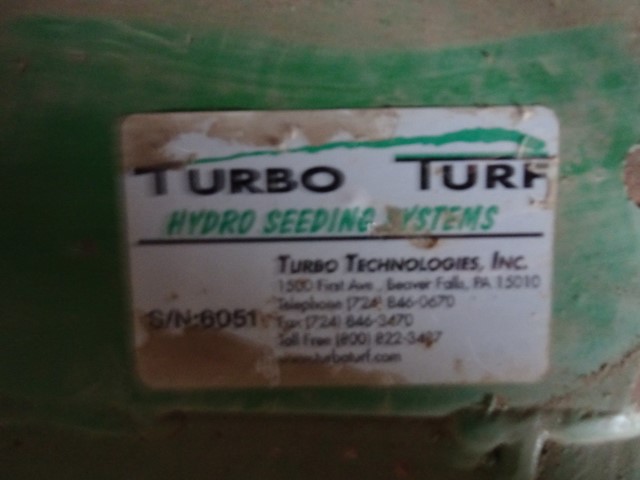 TURBO TURF
HYDRO SEEDING SYSTEMS
TURBO TECHNOLOGIES, INC.
1500 First Ave., Beaver Falls, PA 15010
Telephone (724) 846-0670
S/N:6051
Fax (724) 846-3470
Toll Free (800) 822-3437
www.turboturf.com